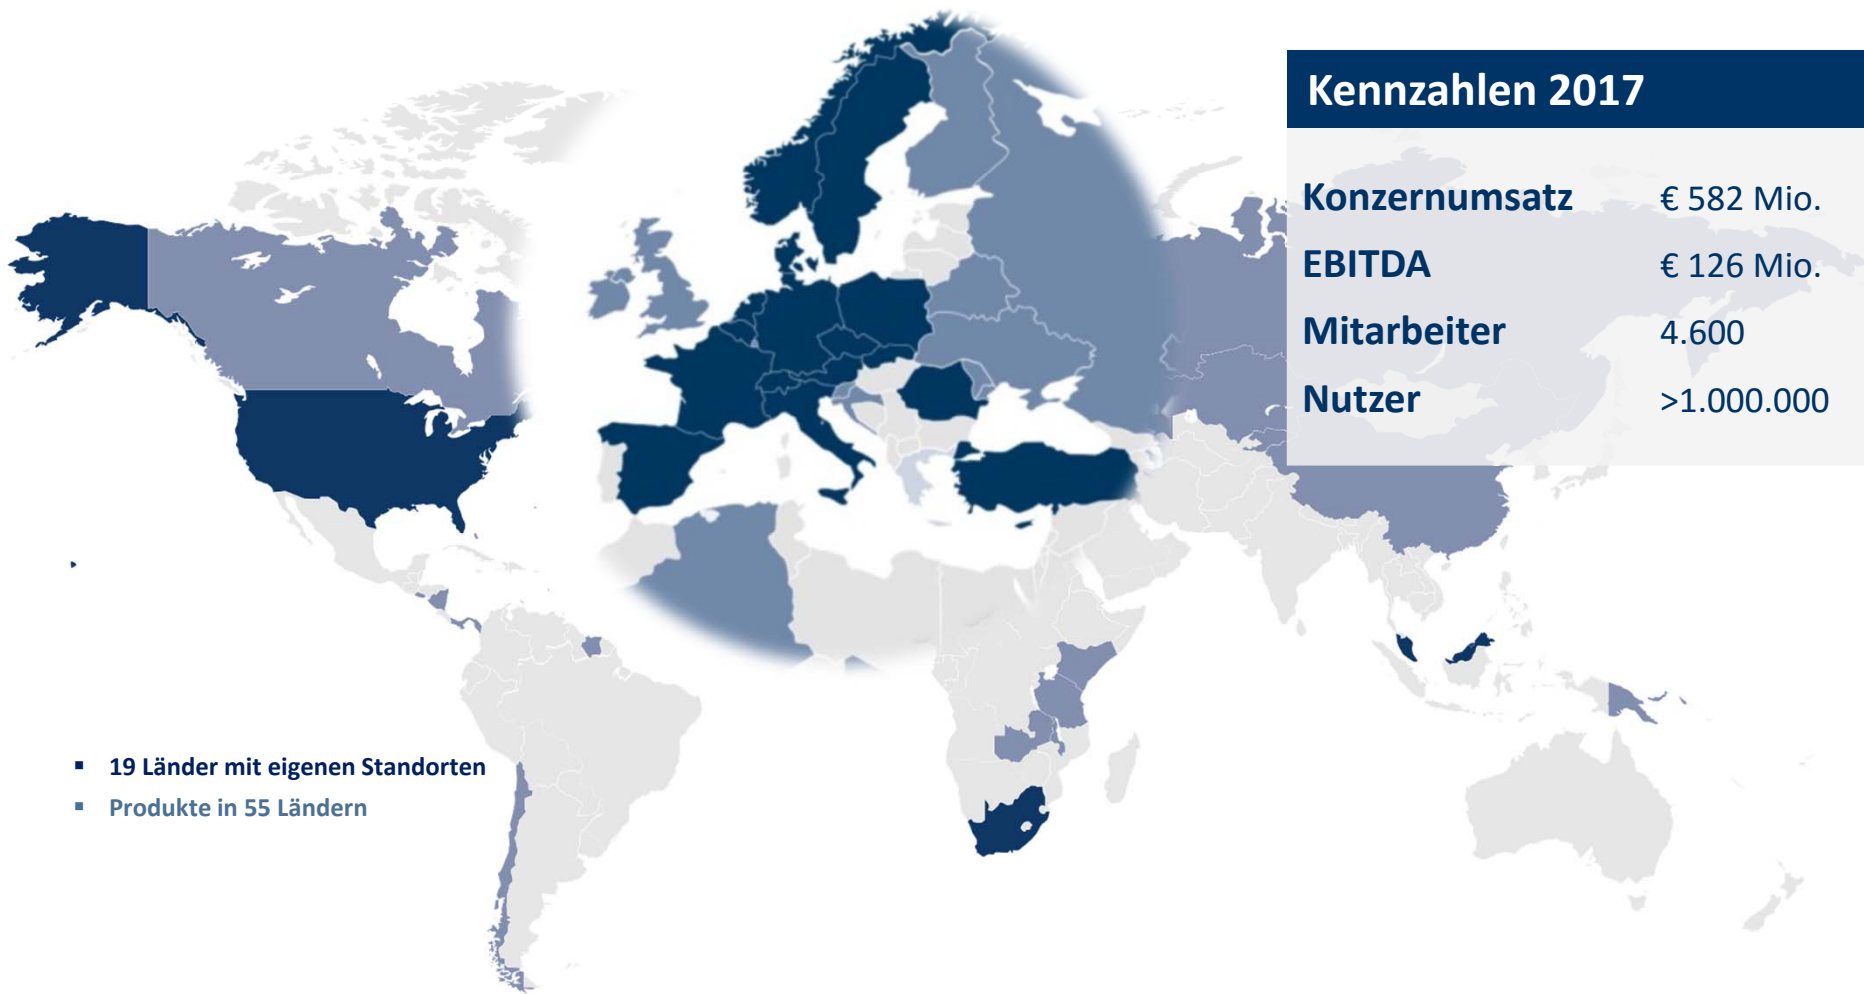 Kennzahlen 2017
Konzernumsatz € 582 Mio.
EBITDA € 126 Mio.
Mitarbeiter 4.600
Nutzer >1.000.000
▪ 19 Länder mit eigenen Standorten
▪ Produkte in 55 Ländern